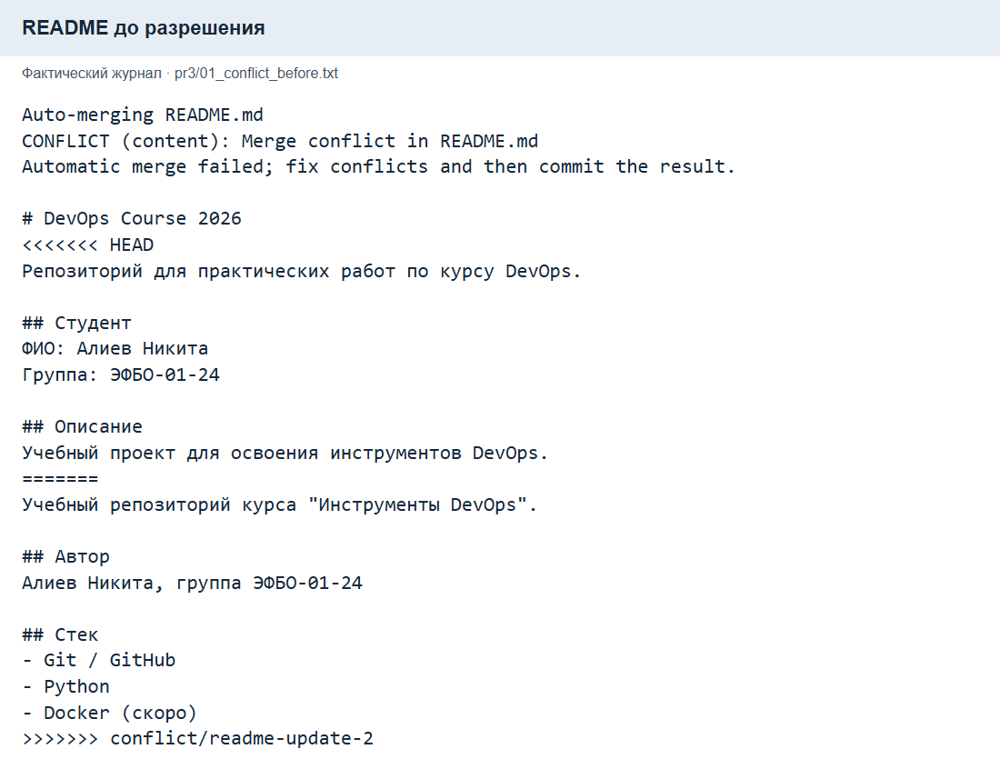 README до разрешения
Фактический журнал · pr3/01_conflict_before.txt
Auto-merging README.md
CONFLICT (content): Merge conflict in README.md
Automatic merge failed; fix conflicts and then commit the result.
# DevOps Course 2026
<<<<<<< HEAD
Репозиторий для практических работ по курсу DevOps.
## Студент
ФИО: Алиев Никита
Группа: ЭФБО-01-24
## Описание
Учебный проект для освоения инструментов DevOps.
=======
Учебный репозиторий курса "Инструменты DevOps".
## Автор
Алиев Никита, группа ЭФБО-01-24
## Стек
- Git / GitHub
- Python
- Docker (скоро)
>>>>>>> conflict/readme-update-2